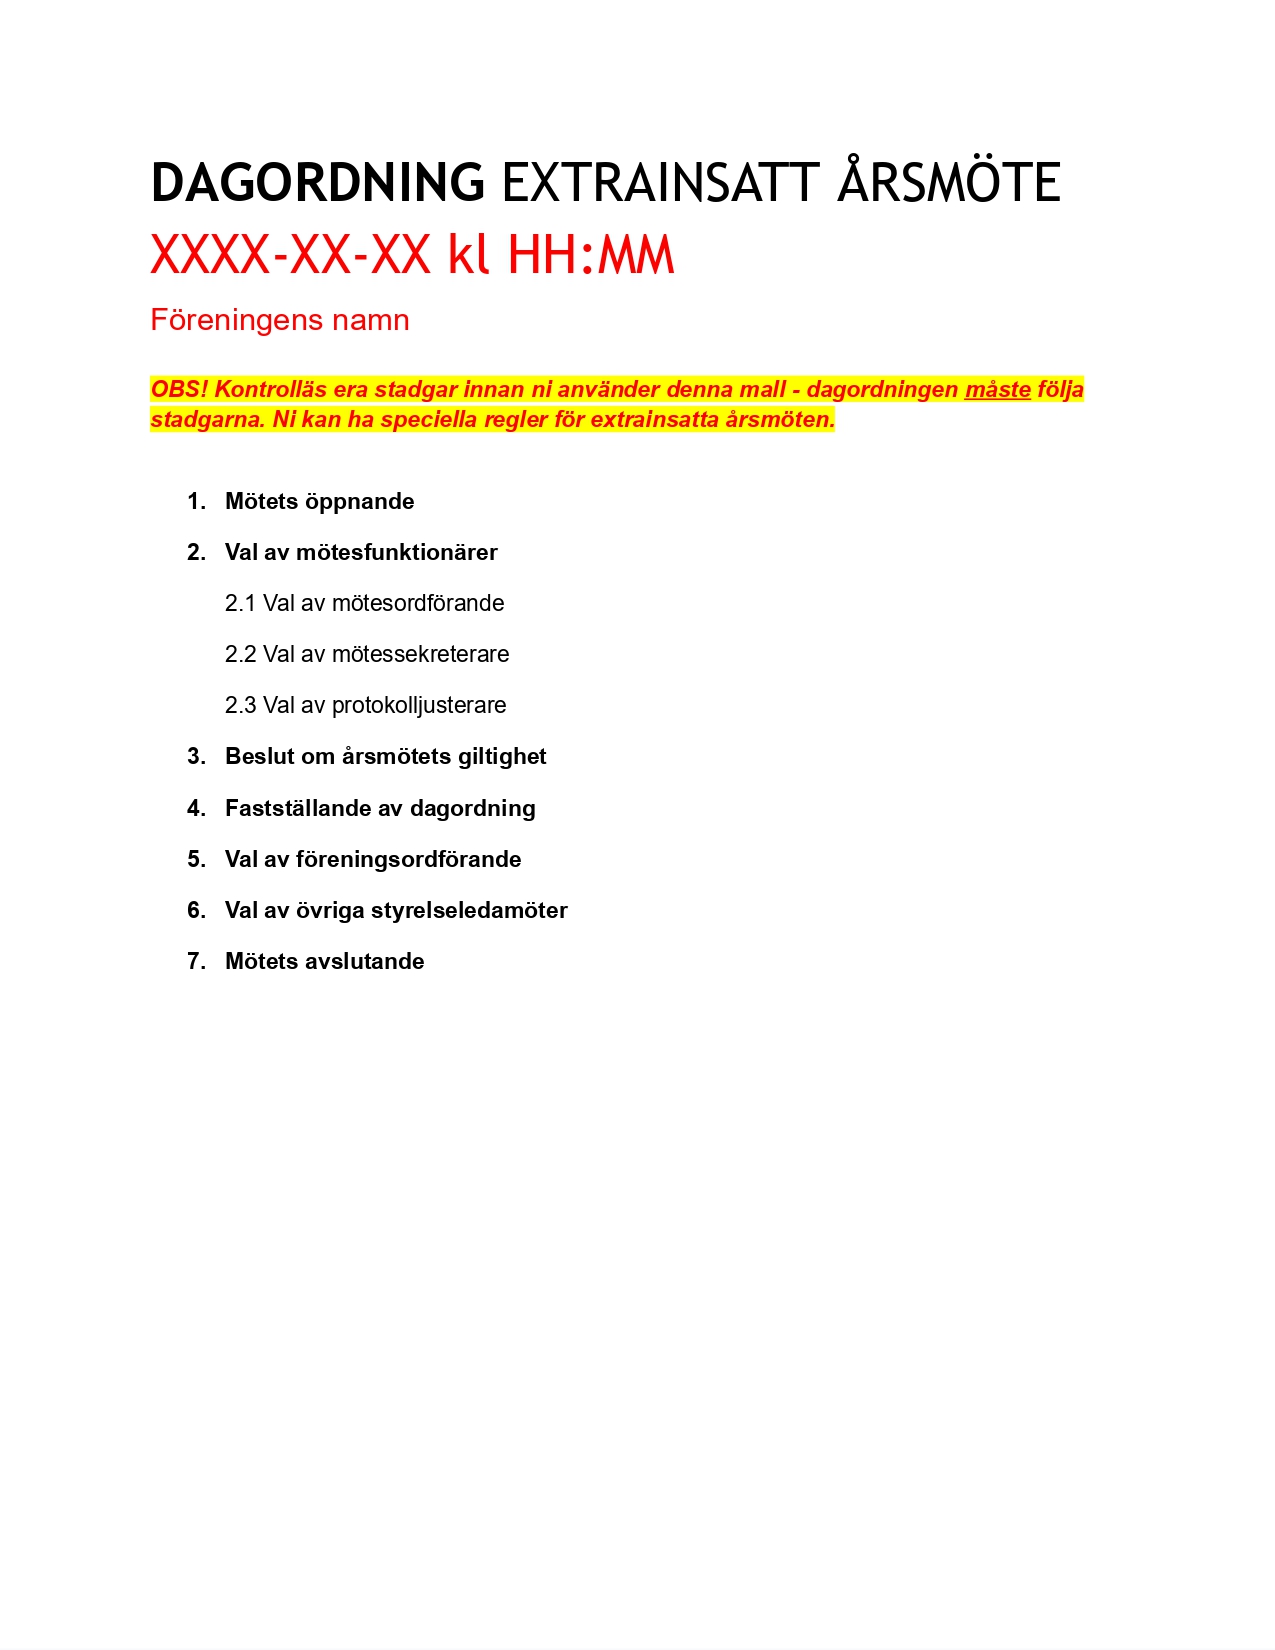 DAGORDNING EXTRAINSATT ÅRSMÖTE
XXXX-XX-XX kl HH:MM
Föreningens namn
OBS! Kontrolläs era stadgar innan ni använder denna mall - dagordningen måste följa
stadgarna. Ni kan ha speciella regler för extrainsatta årsmöten.
1. Mötets öppnande
2. Val av mötesfunktionärer
2.1 Val av mötesordförande
2.2 Val av mötessekreterare
2.3 Val av protokolljusterare
3. Beslut om årsmötets giltighet
4. Fastställande av dagordning
5. Val av föreningsordförande
6. Val av övriga styrelseledamöter
7. Mötets avslutande